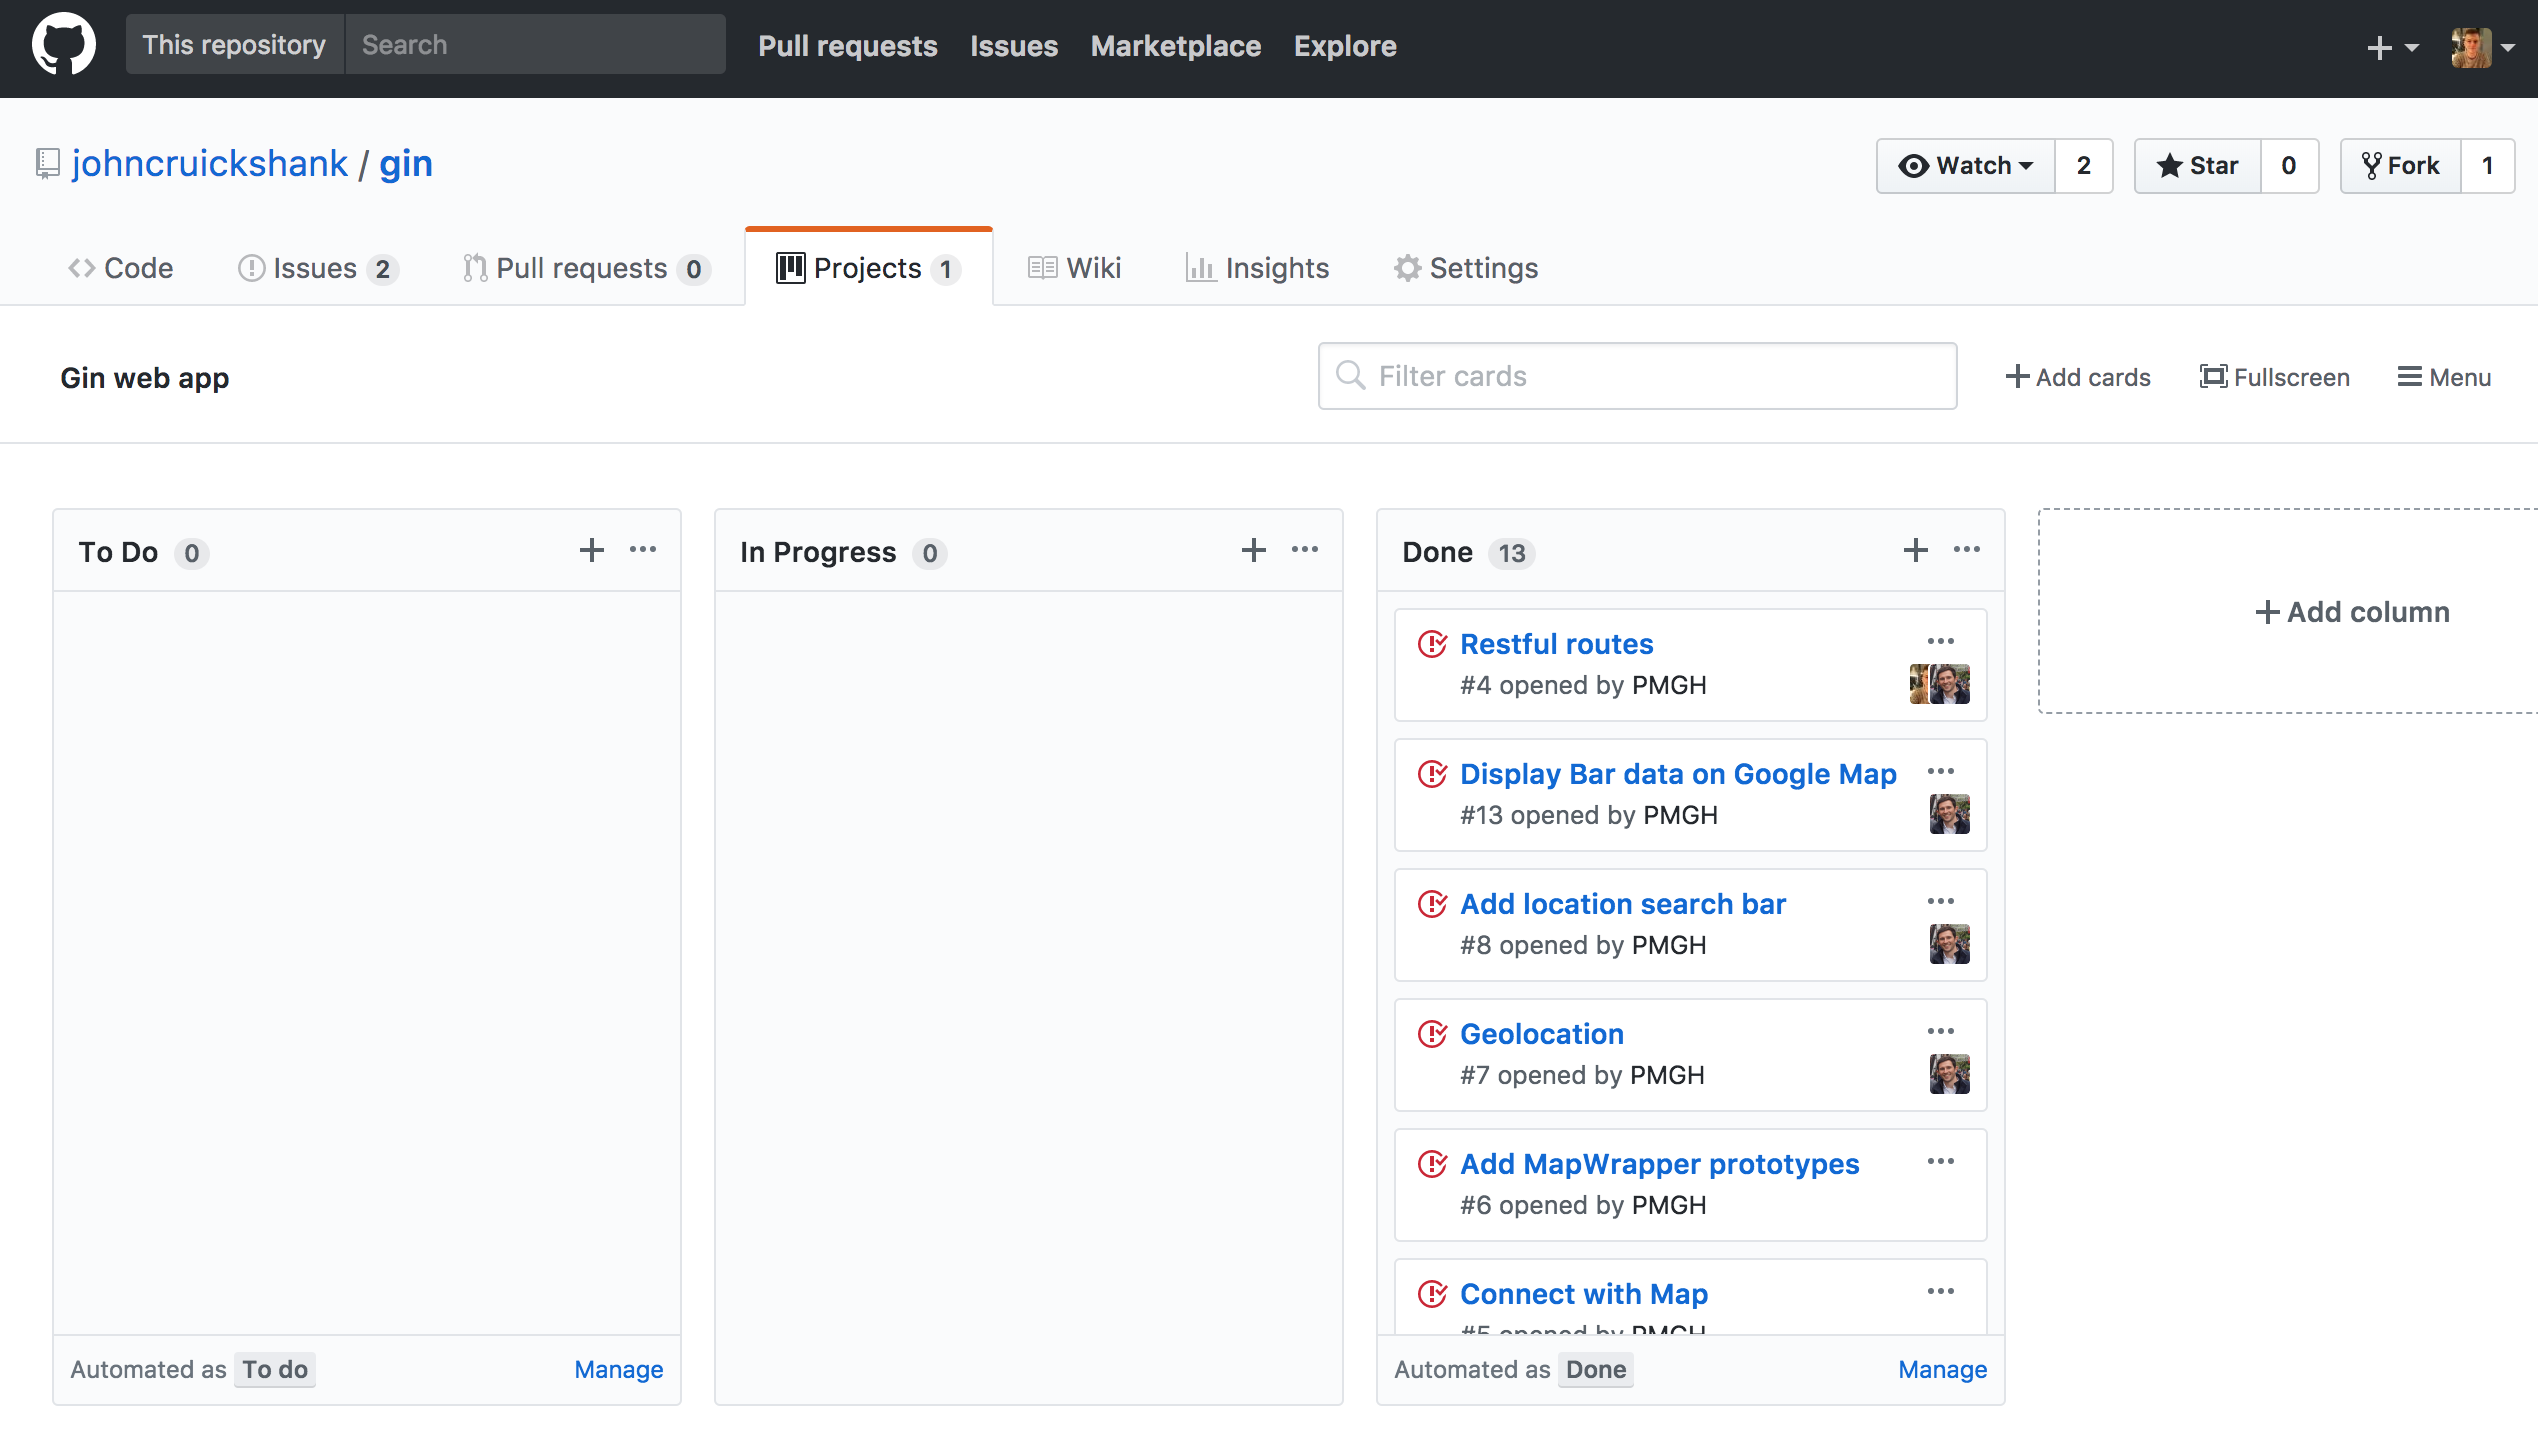 This repository Search Pull requests Issues Marketplace Explore
johncruickshank / gin Watch 2 Star 0 Fork 1
Code Issues 2 Pull requests 0 Projects 1 Wiki Insights Settings
Gin web app Filter cards Add cards Fullscreen Menu
To Do 0 In Progress 0 Done 13
Add column
Restful routes
#4 opened by PMGH
Display Bar data on Google Map
#13 opened by PMGH
Add location search bar
#8 opened by PMGH
Geolocation
#7 opened by PMGH
Add MapWrapper prototypes
#6 opened by PMGH
Connect with Map
#5 opened by PMGH
Automated as To do Manage Automated as Done Manage